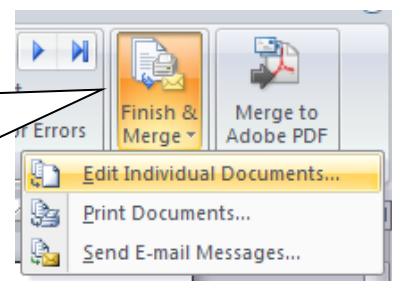 Finish &
Merge
Merge to
Adobe PDF
Errors
Edit Individual Documents...
Print Documents...
Send E-mail Messages...